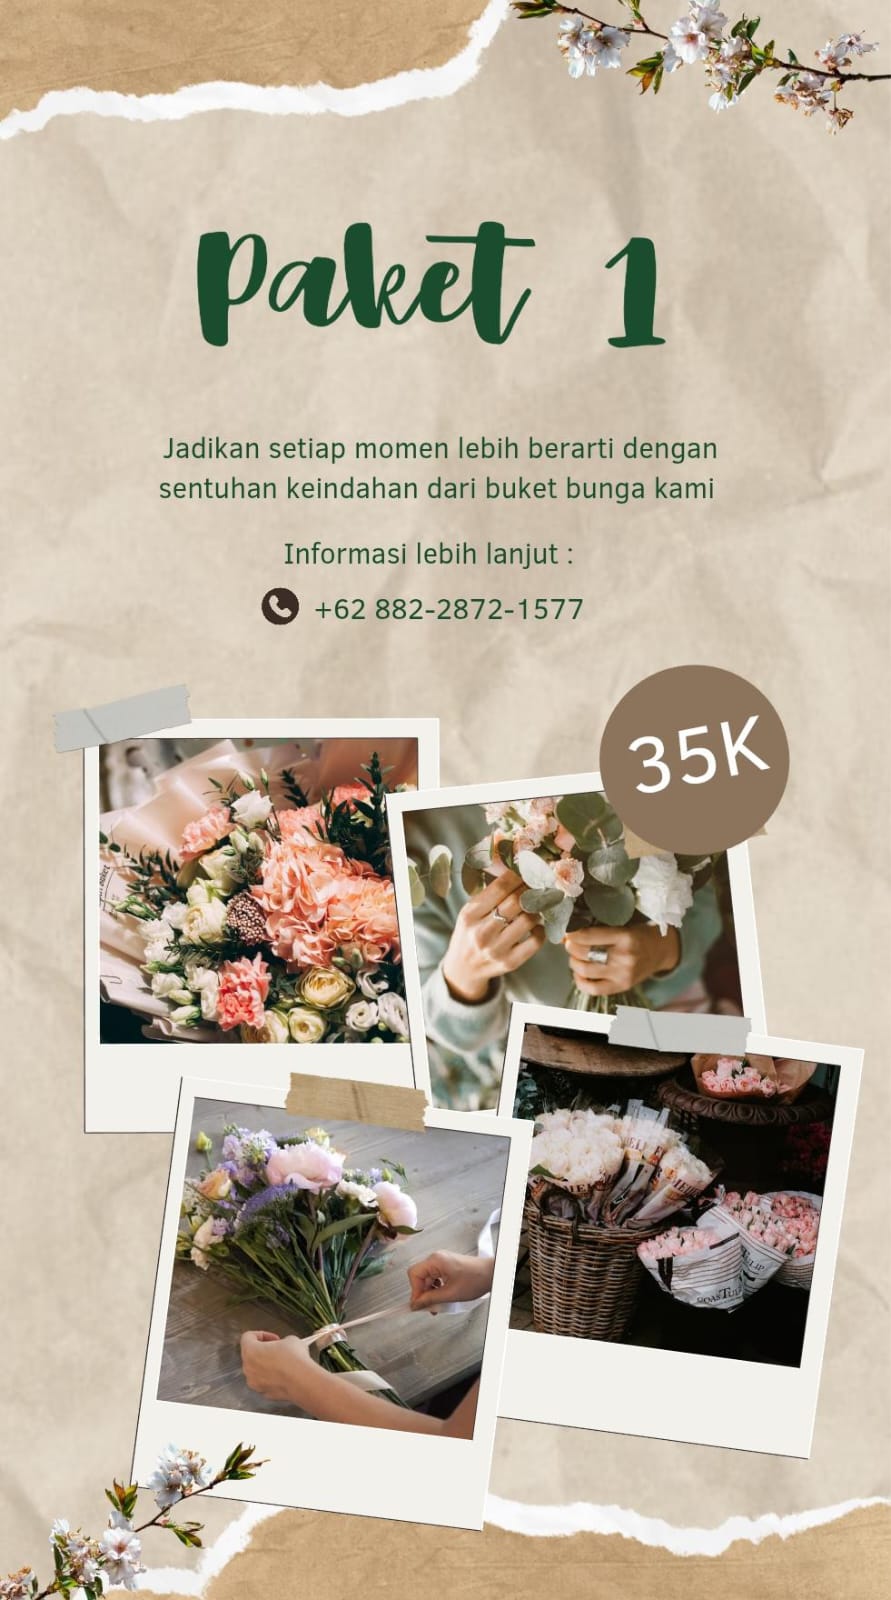 Paket 1
Jadikan setiap momen lebih berarti dengan
sentuhan keindahan dari buket bunga kami
Informasi lebih lanjut :
+62 882-2872-1577
35K